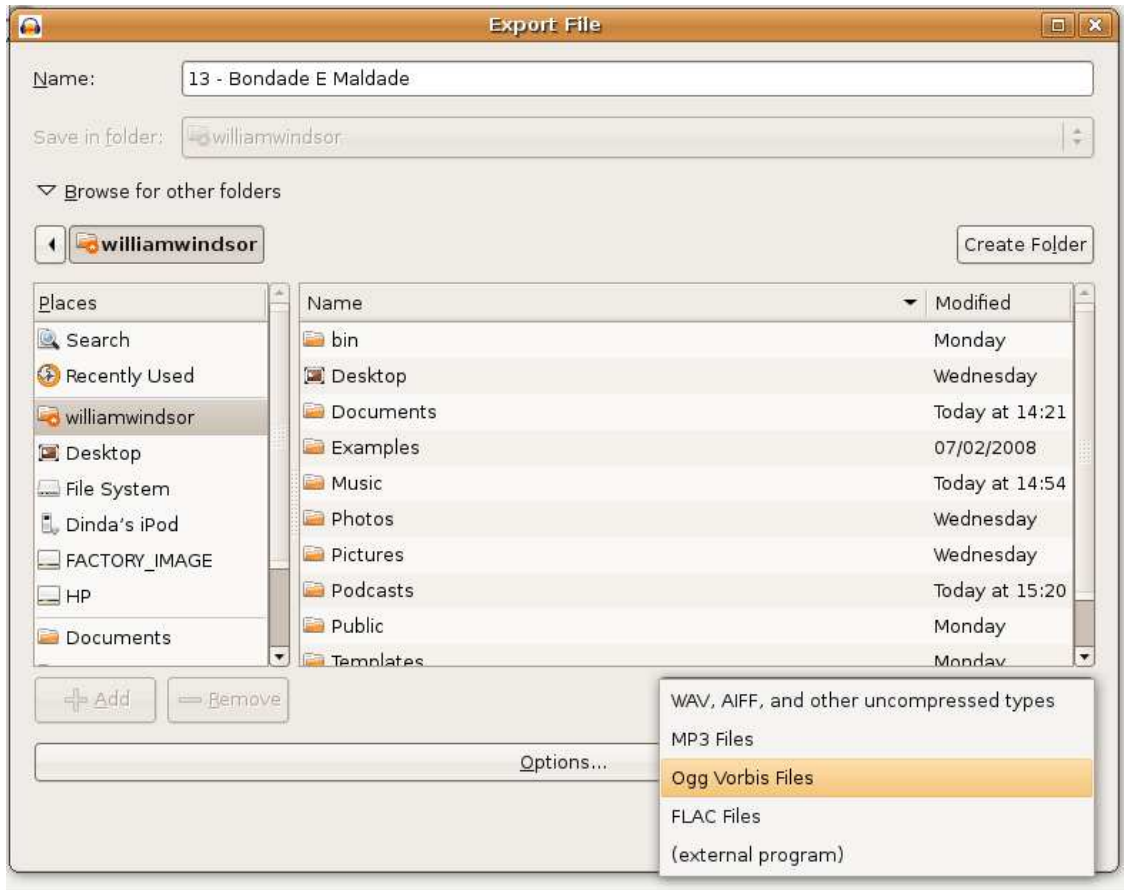 Export File
Name:
13 - Bondade E Maldade
Save in folder:
williamwindsor
Browse for other folders
williamwindsor
Create Folder
Places
Search
Recently Used
williamwindsor
Desktop
File System
Dinda's iPod
FACTORY_IMAGE
HP
Documents
Name Modified
bin Monday
Desktop Wednesday
Documents Today at 14:21
Examples 07/02/2008
Music Today at 14:54
Photos Wednesday
Pictures Wednesday
Podcasts Today at 15:20
Public Monday
Templates Monday
Add
Remove
Options...
WAV, AIFF, and other uncompressed types
MP3 Files
Ogg Vorbis Files
FLAC Files
(external program)